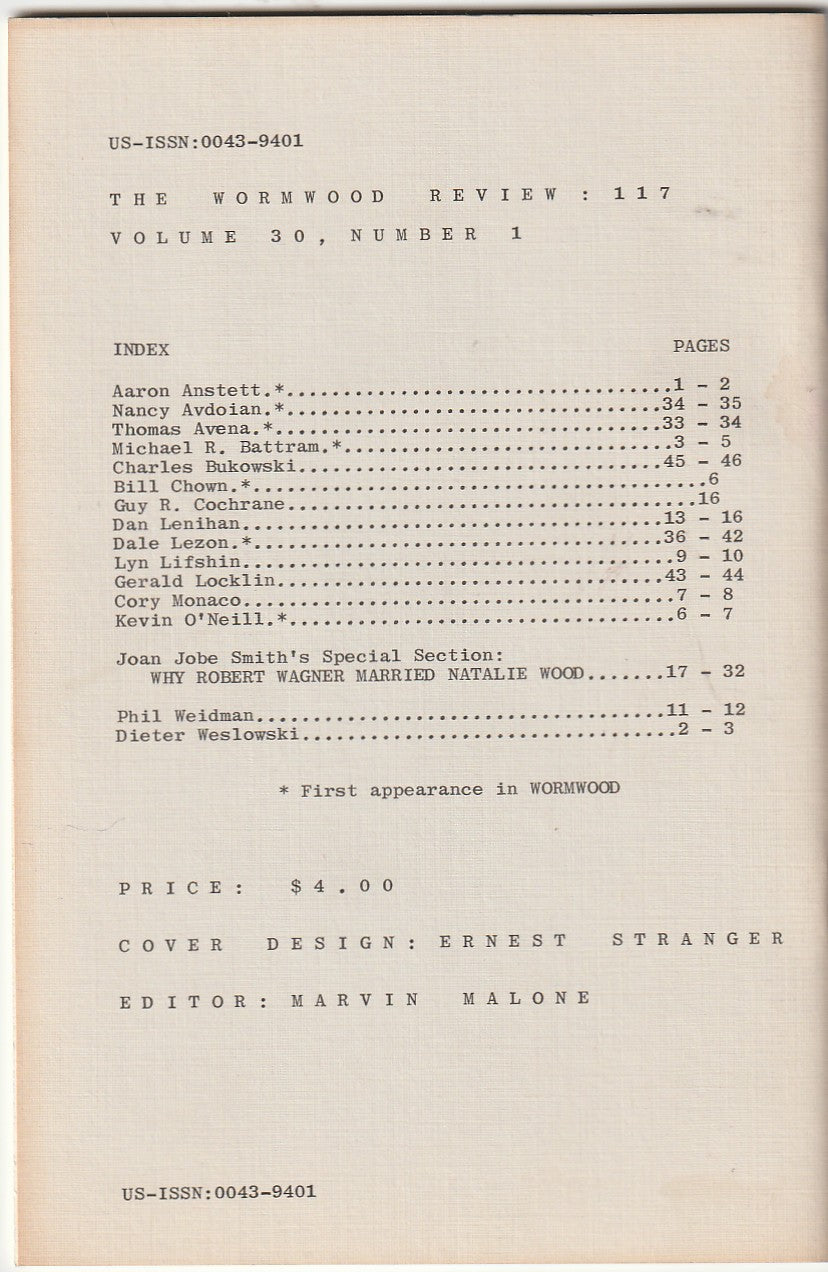 US-ISSN:0043-9401
THE WORMWOOD REVIEW: 117
VOLUME 30, NUMBER 1
INDEX PAGES
Aaron Anstett.*..................................1 - 2
Nancy Avdoian.*.................................34 - 35
Thomas Avena.*..................................33 - 34
Michael R. Battram.*.............................3 - 5
Charles Bukowski................................45 - 46
Bill Chown.*........................................6
Guy R. Cochrane....................................16
Dan Lenihan.....................................13 - 16
Dale Lezon.*....................................36 - 42
Lyn Lifshin......................................9 - 10
Gerald Locklin..................................43 - 44
Cory Monaco......................................7 - 8
Kevin O'Neill.*..................................6 - 7
Joan Jobe Smith's Special Section:
WHY ROBERT WAGNER MARRIED NATALIE WOOD.......17 - 32
Phil Weidman....................................11 - 12
Dieter Weslowski.................................2 - 3
* First appearance in WORMWOOD
PRICE: $4.00
COVER DESIGN: ERNEST STRANGER
EDITOR: MARVIN MALONE
US-ISSN:0043-9401